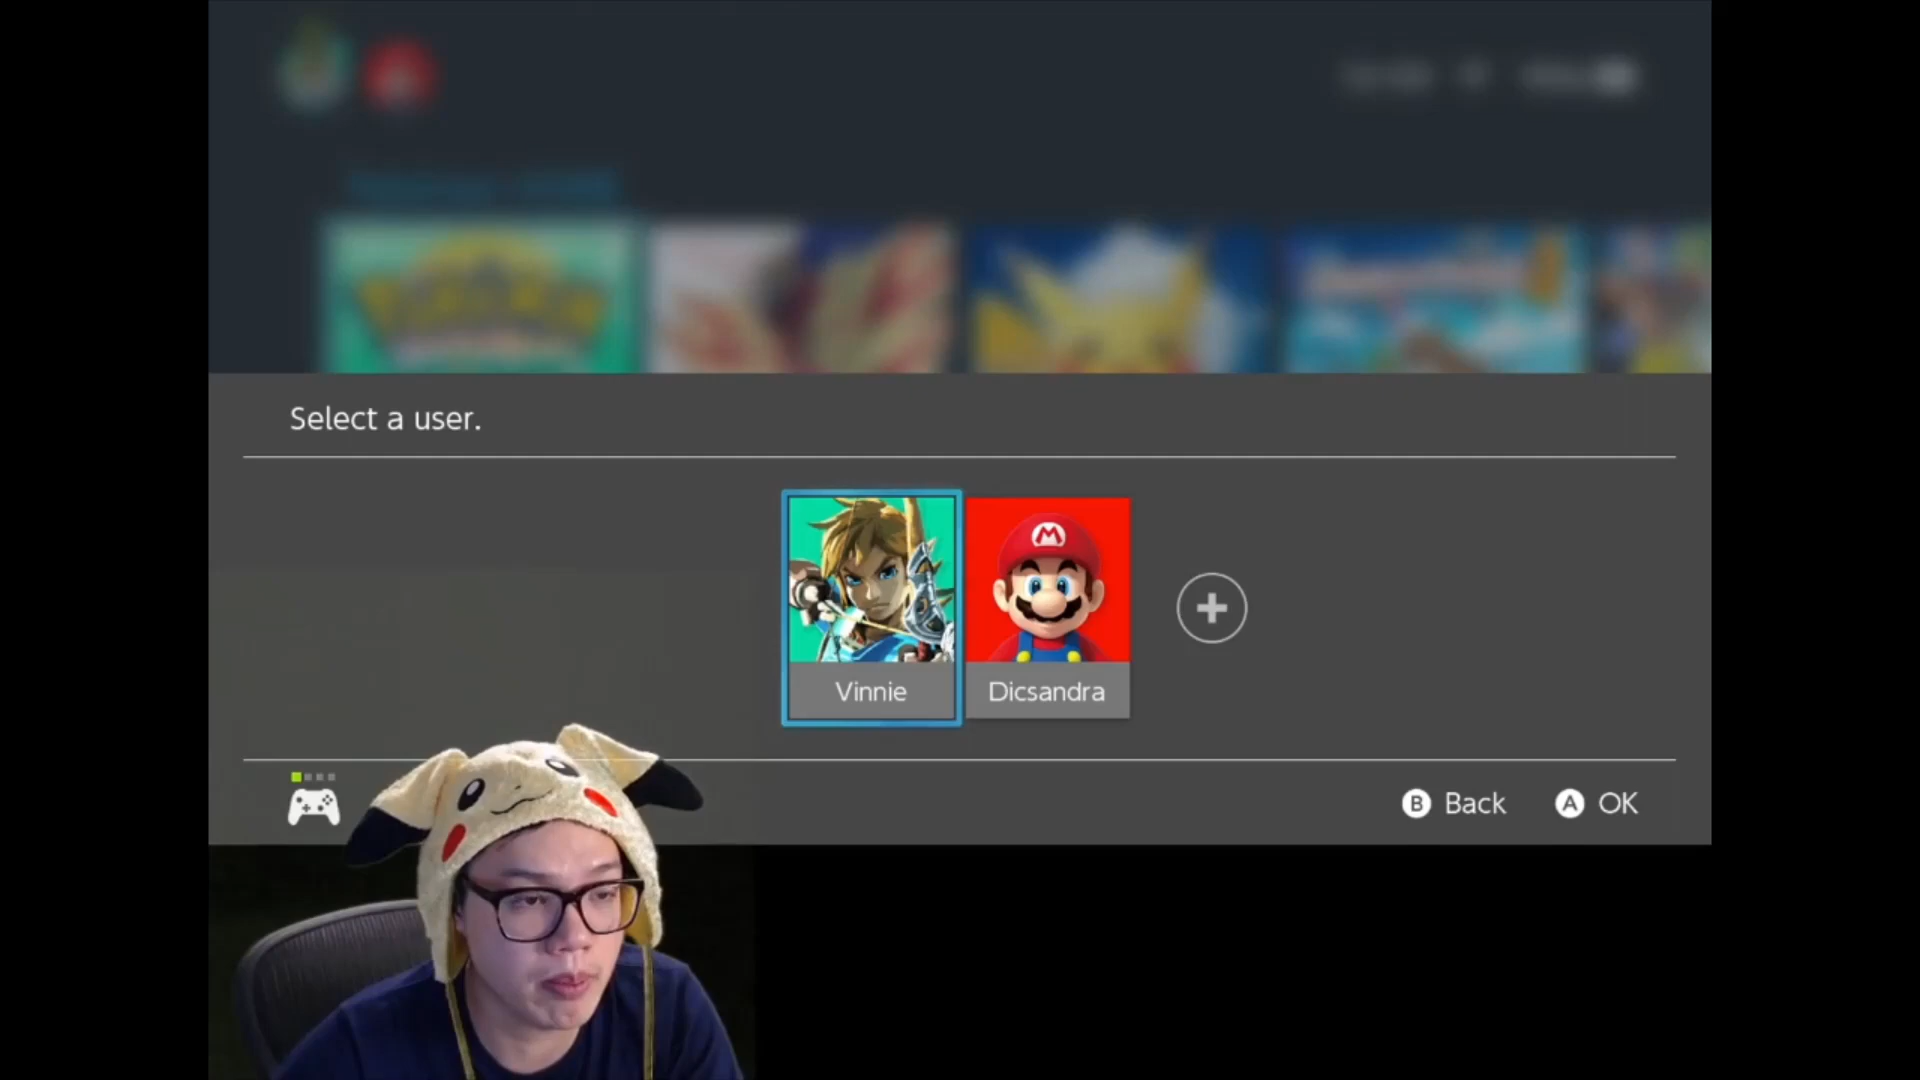 Select a user.
Vinnie
Dicsandra
B Back
A OK